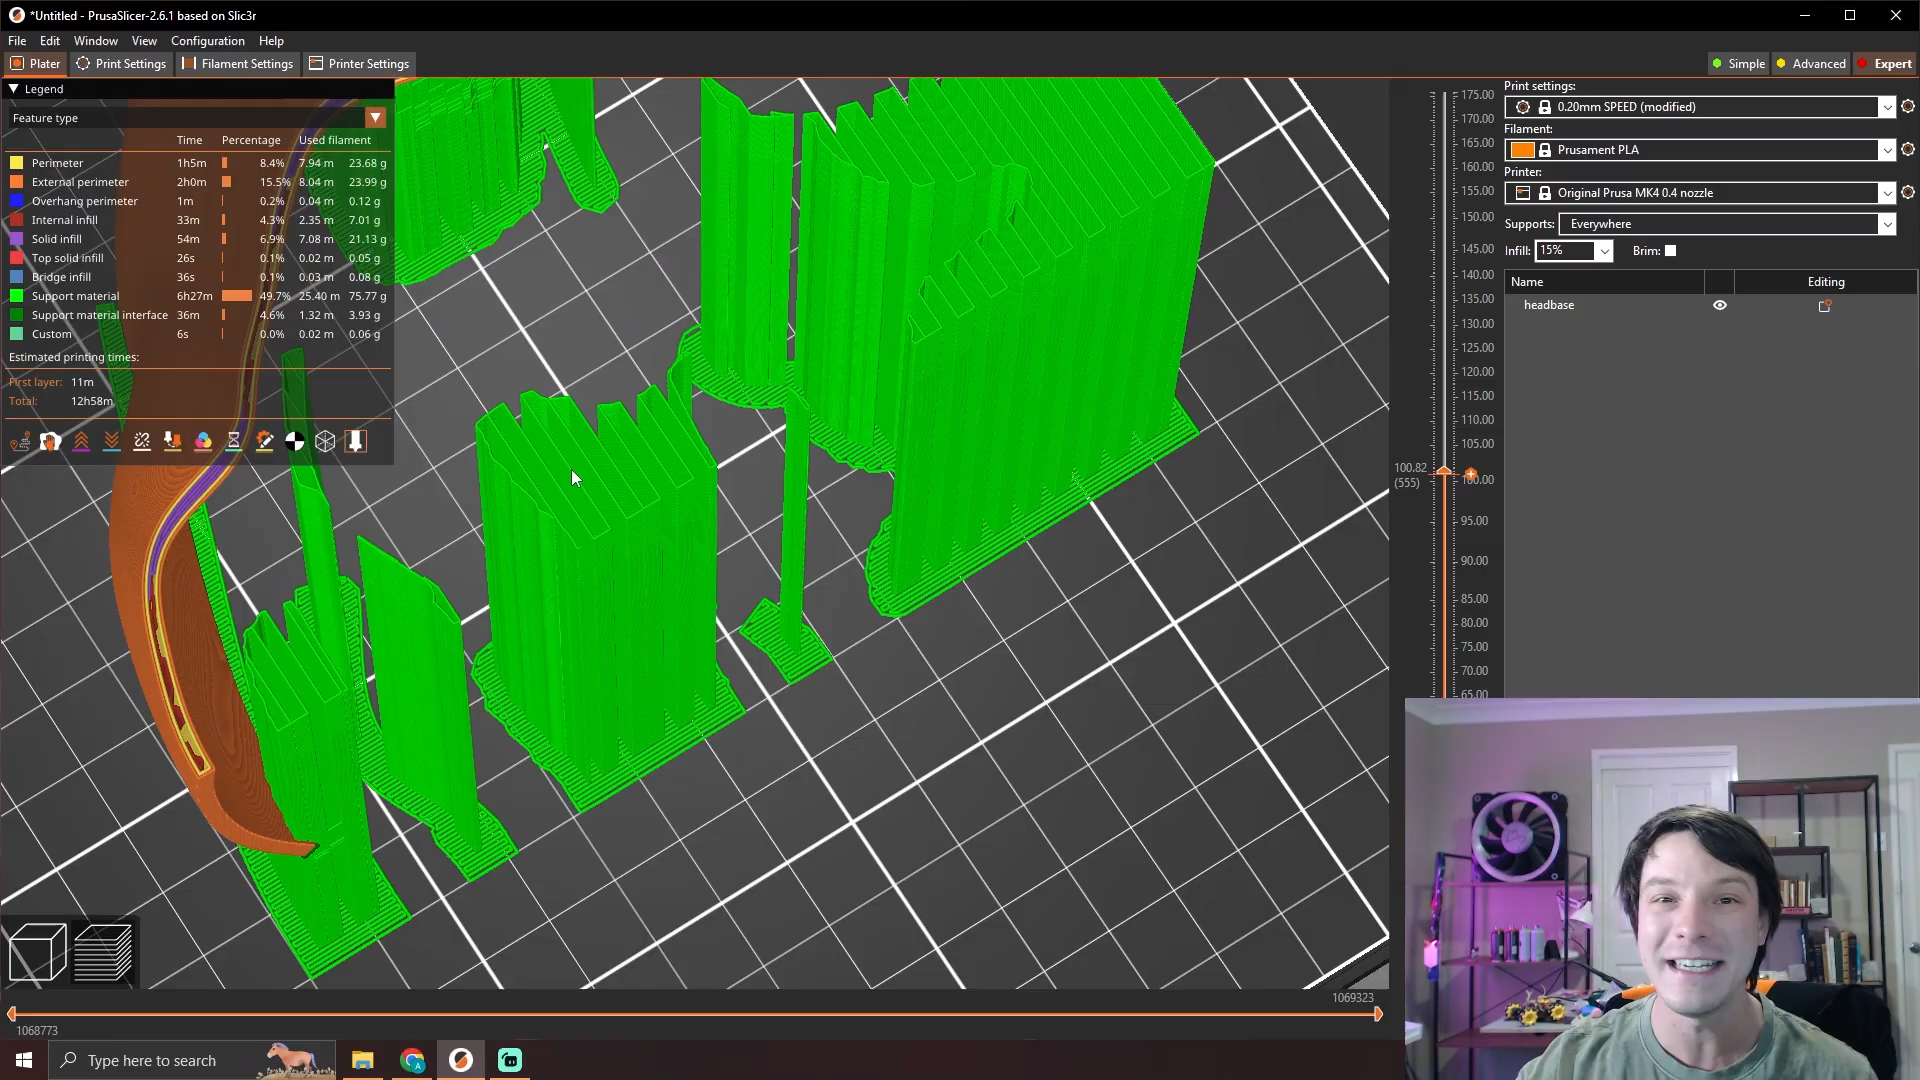 *Untitled - PrusaSlicer-2.6.1 based on Slic3r
File Edit Window View Configuration Help
Plater Print Settings Filament Settings Printer Settings Simple Advanced Expert
Legend
Feature type
Time Percentage Used filament
Perimeter 1h5m 8.4% 7.94 m 23.68 g
External perimeter 2h0m 15.5% 8.04 m 23.99 g
Overhang perimeter 1m 0.2% 0.04 m 0.12 g
Internal infill 33m 4.3% 2.35 m 7.01 g
Solid infill 54m 6.9% 7.08 m 21.13 g
Top solid infill 26s 0.1% 0.02 m 0.05 g
Bridge infill 36s 0.1% 0.03 m 0.08 g
Support material 6h27m 49.7% 25.40 m 75.77 g
Support material interface 36m 4.6% 1.32 m 3.93 g
Custom 6s 0.0% 0.02 m 0.06 g
Estimated printing times:
First layer: 11m
Total: 12h58m
175.00
170.00
165.00
160.00
155.00
150.00
145.00
140.00
135.00
130.00
125.00
120.00
115.00
110.00
105.00
100.82
(555)
100.00
95.00
90.00
85.00
80.00
75.00
70.00
65.00
Print settings:
0.20mm SPEED (modified)
Filament:
Prusament PLA
Printer:
Original Prusa MK4 0.4 nozzle
Supports: Everywhere
Infill: 15% Brim:
Name Editing
headbase
1069323
1068773
Type here to search